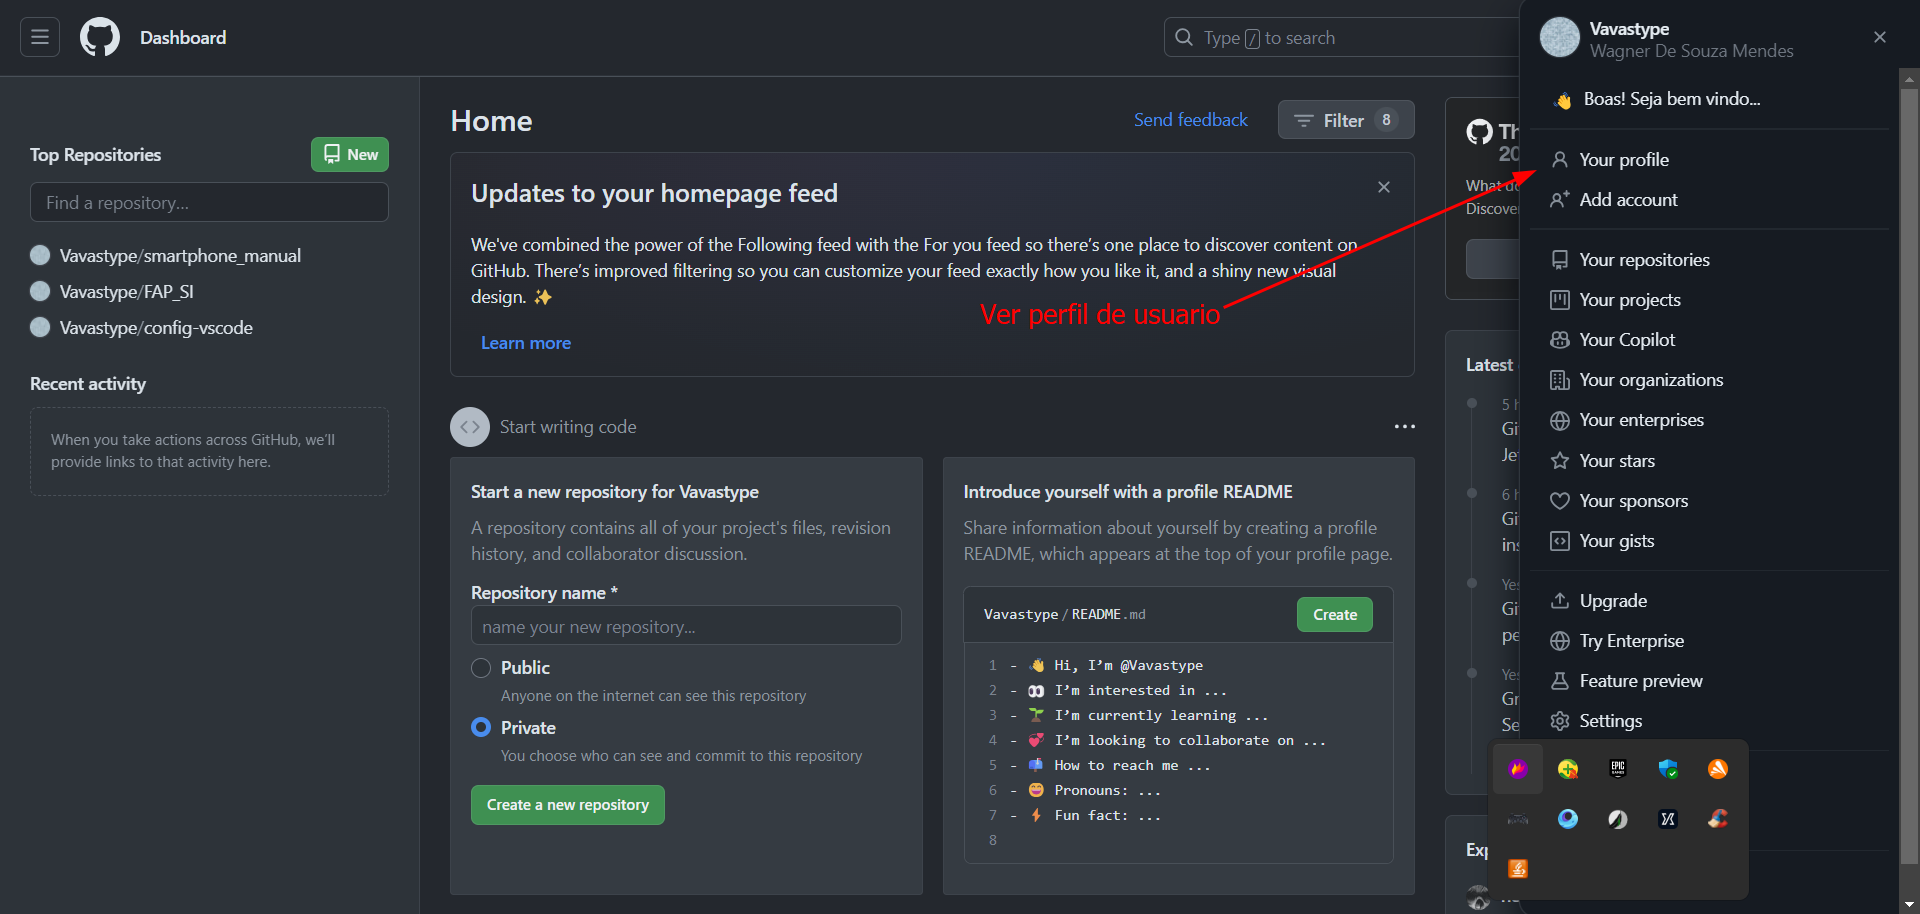 Dashboard
Type / to search
Vavastype
Wagner De Souza Mendes
Boas! Seja bem vindo...
Your profile
Add account
Your repositories
Your projects
Your Copilot
Your organizations
Your enterprises
Your stars
Your sponsors
Your gists
Upgrade
Try Enterprise
Feature preview
Settings
Top Repositories
New
Find a repository...
Vavastype/smartphone_manual
Vavastype/FAP_SI
Vavastype/config-vscode
Recent activity
When you take actions across GitHub, we'll
provide links to that activity here.
Home
Send feedback
Filter 8
Updates to your homepage feed
We've combined the power of the Following feed with the For you feed so there's one place to discover content on
GitHub. There's improved filtering so you can customize your feed exactly how you like it, and a shiny new visual
design. ✨
Ver perfil de usuario
Learn more
Start writing code
Start a new repository for Vavastype
A repository contains all of your project's files, revision
history, and collaborator discussion.
Repository name *
name your new repository...
Public
Anyone on the internet can see this repository
Private
You choose who can see and commit to this repository
Create a new repository
Introduce yourself with a profile README
Share information about yourself by creating a profile
README, which appears at the top of your profile page.
Vavastype / README.md
Create
1 - 👋 Hi, I'm @Vavastype
2 - 👀 I'm interested in ...
3 - 🌱 I'm currently learning ...
4 - 💞️ I'm looking to collaborate on ...
5 - 📫 How to reach me ...
6 - 😄 Pronouns: ...
7 - ⚡ Fun fact: ...
8
Th
20
What
Discove
Latest
5 h
Gi
Je
6 h
Gi
ins
Yes
Gi
pe
Yes
Gr
Se
Exp
EPIC
GAMES